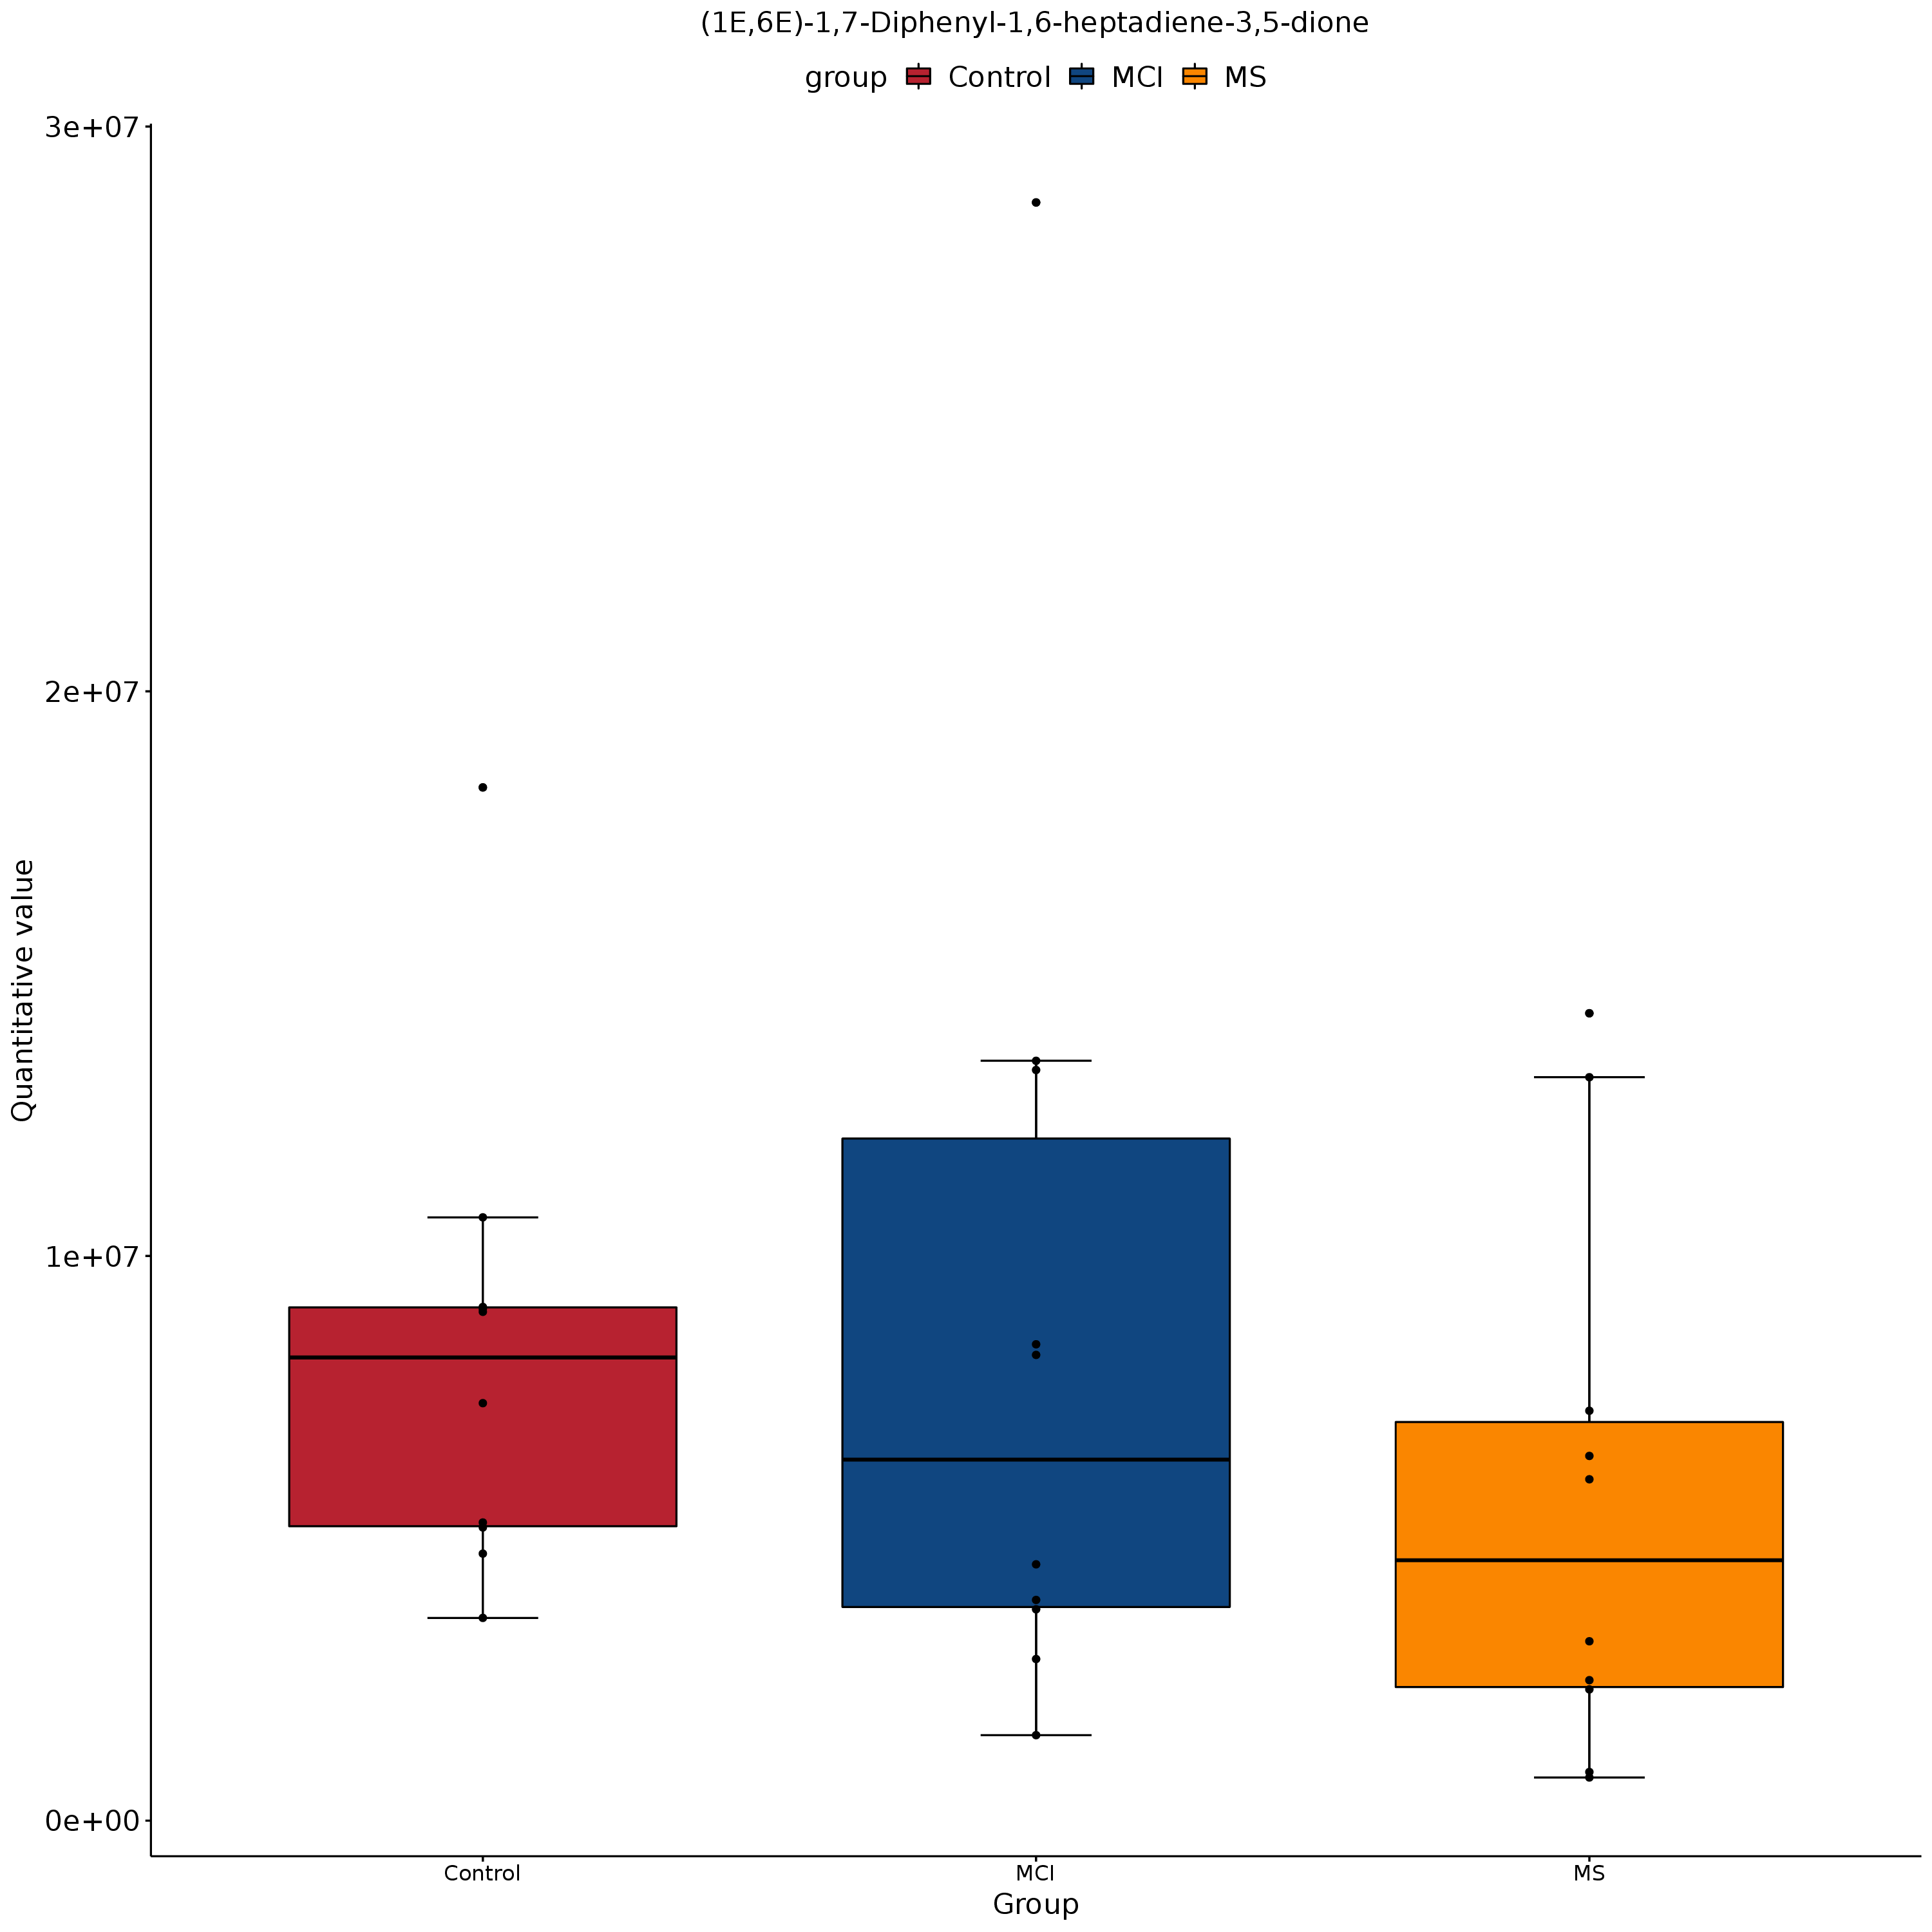 (1E,6E)-1,7-Diphenyl-1,6-heptadiene-3,5-dione
group Control MCI MS
3e+07
2e+07
1e+07
0e+00
Quantitative value
Control MCI MS
Group